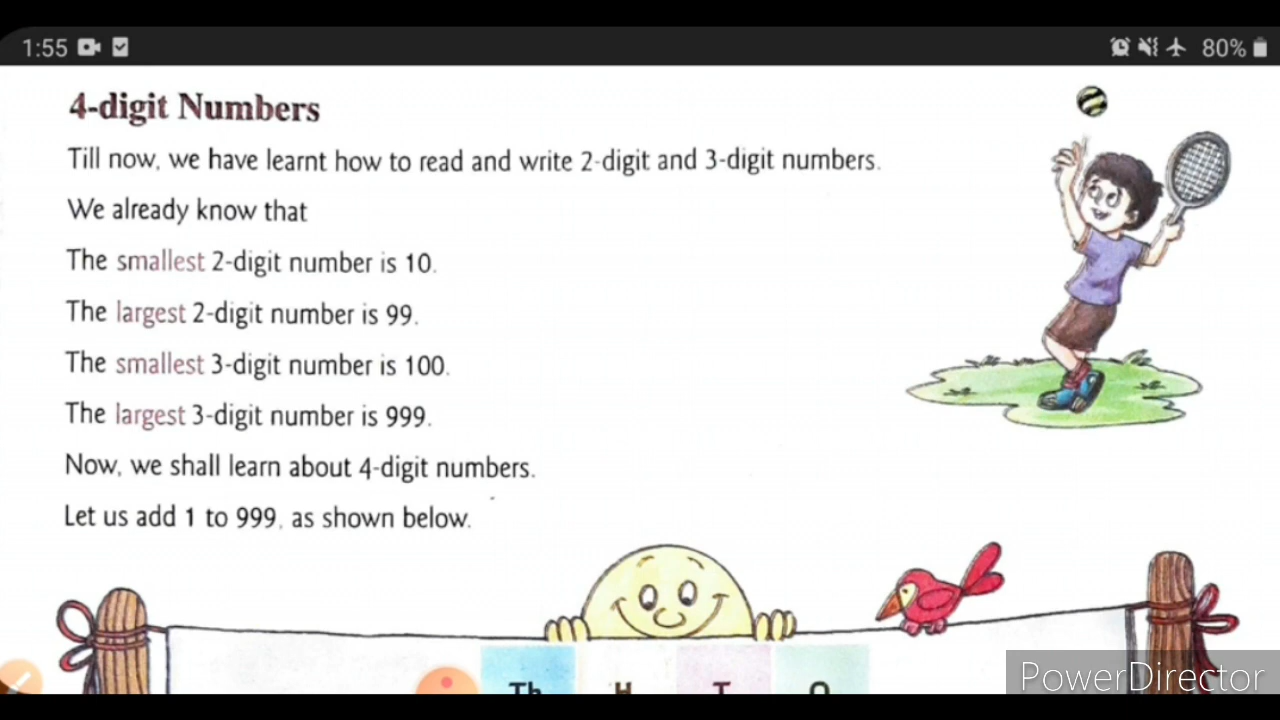 1:55 80%
4-digit Numbers
Till now, we have learnt how to read and write 2-digit and 3-digit numbers.
We already know that
The smallest 2-digit number is 10.
The largest 2-digit number is 99.
The smallest 3-digit number is 100.
The largest 3-digit number is 999.
Now, we shall learn about 4-digit numbers.
Let us add 1 to 999, as shown below.
Th H T O
PowerDirector